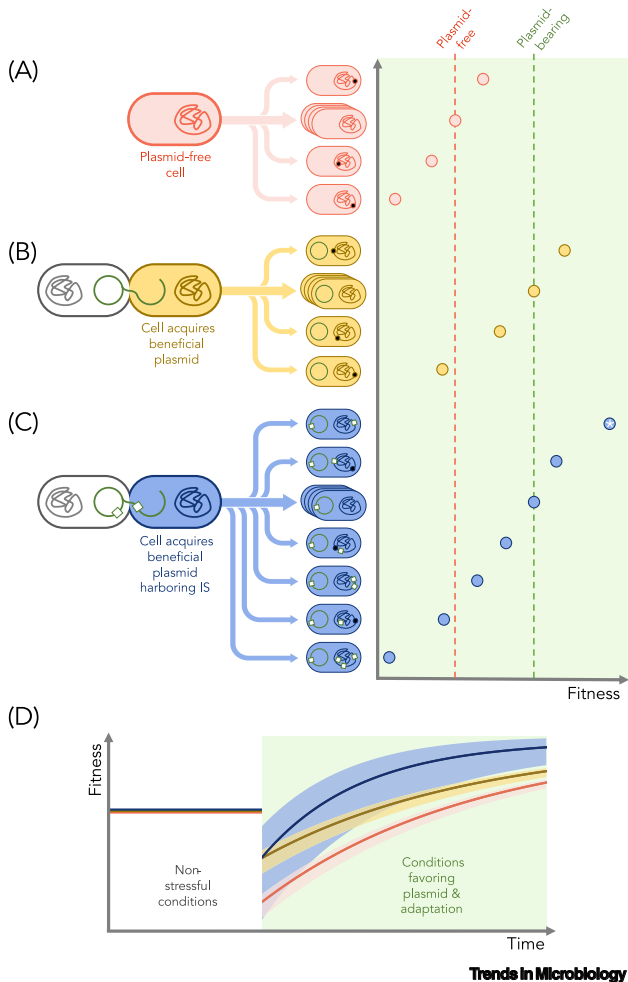 Plasmid-
free
Plasmid-
bearing
(A)
Plasmid-free
cell
(B)
Cell acquires
beneficial
plasmid
(C)
Cell acquires
beneficial
plasmid
harboring IS
Fitness
(D)
Fitness
Non-
stressful
conditions
Conditions
favoring
plasmid &
adaptation
Time
Trends in Microbiology